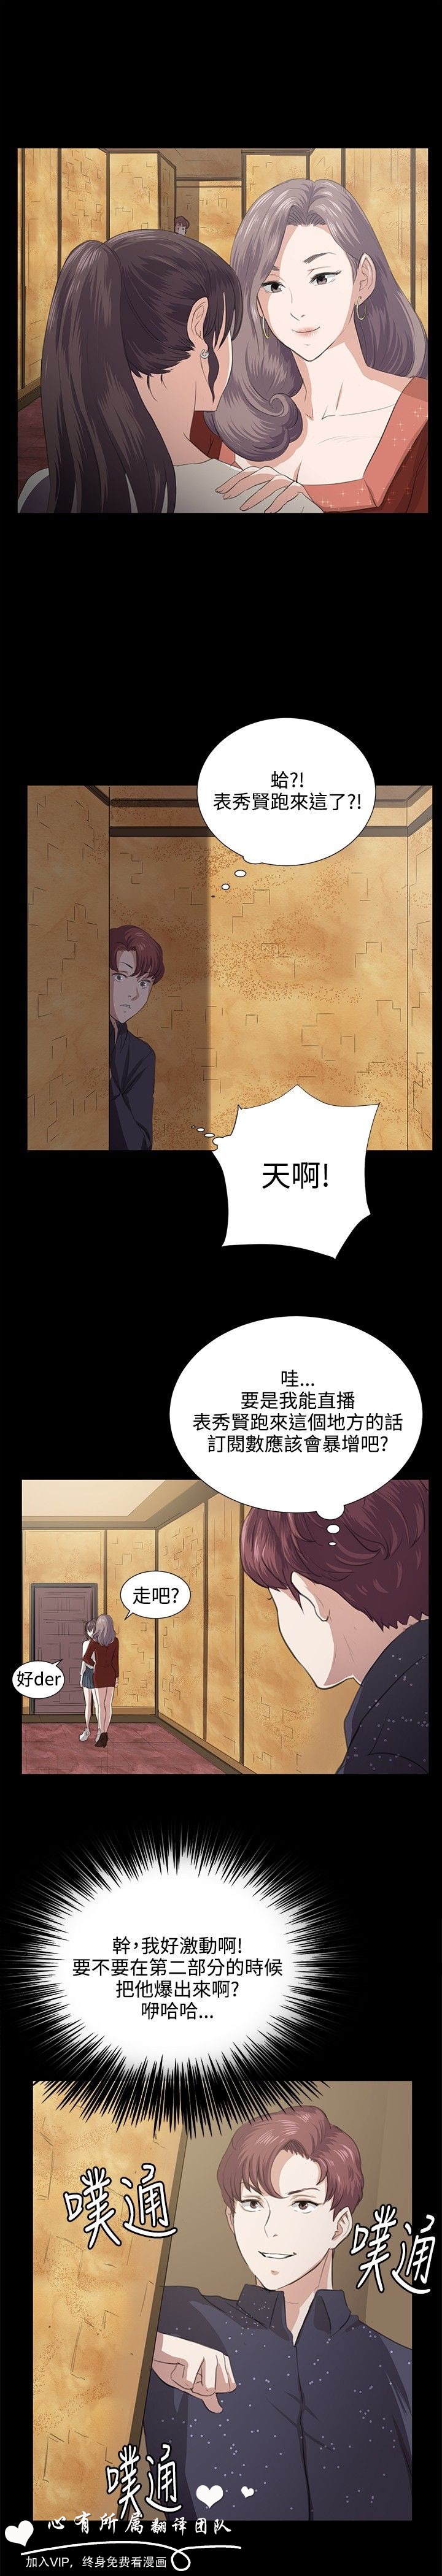 蛤?!
表秀賢跑來這了?!
天啊!
哇...
要是我能直播
表秀賢跑來這個地方的話
訂閱數應該會暴增吧?
走吧?
好der
幹,我好激動啊!
要不要在第二部分的時候
把他爆出來啊?
咿哈哈...
噗通
噗通
噗通
心有所属翻译团队
加入VIP，终身免费看漫画